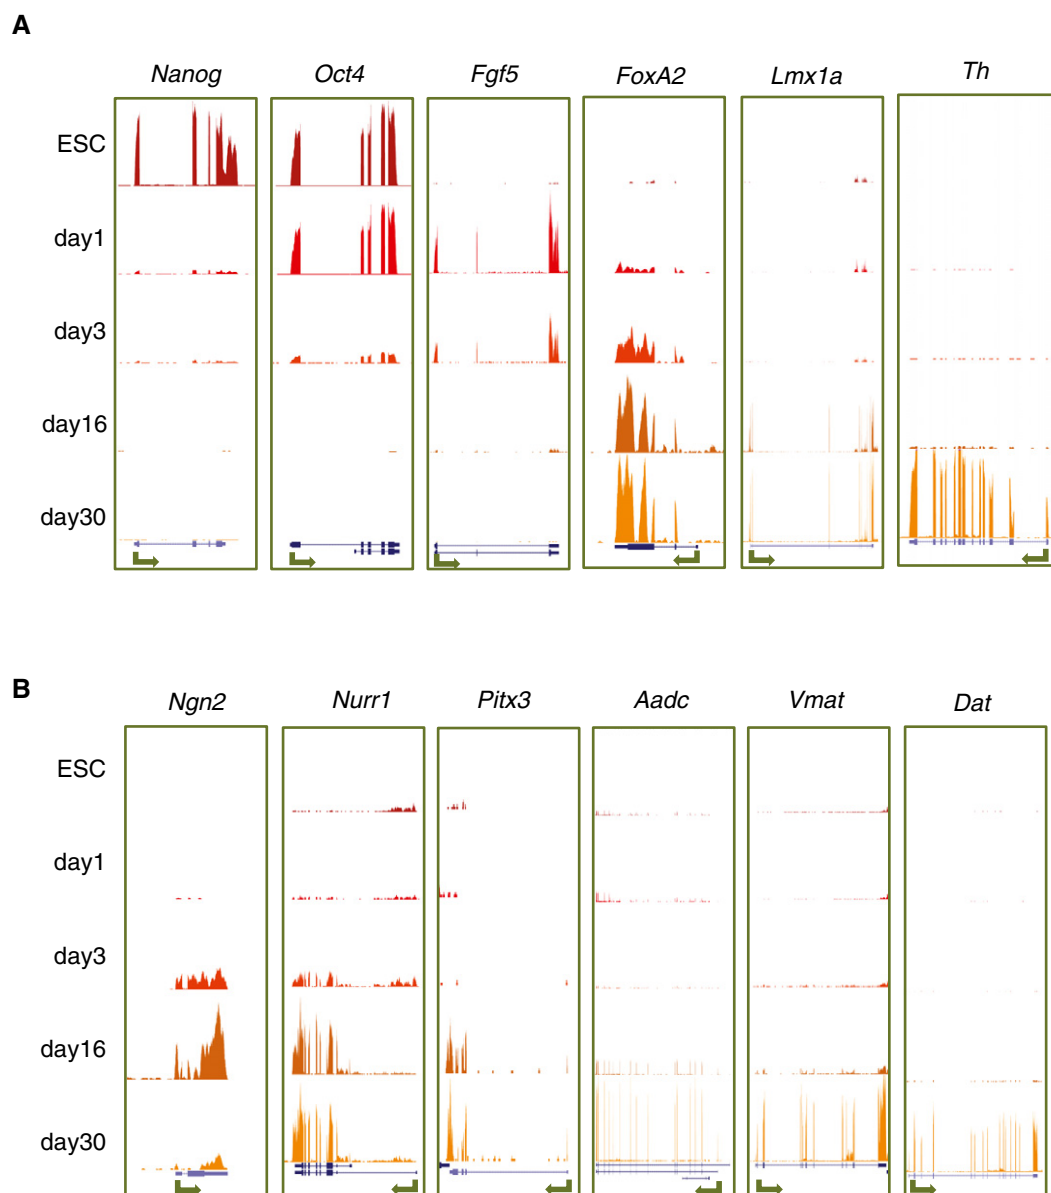 A
Nanog Oct4 Fgf5 FoxA2 Lmx1a Th
ESC
day1
day3
day16
day30
B
Ngn2 Nurr1 Pitx3 Aadc Vmat Dat
ESC
day1
day3
day16
day30